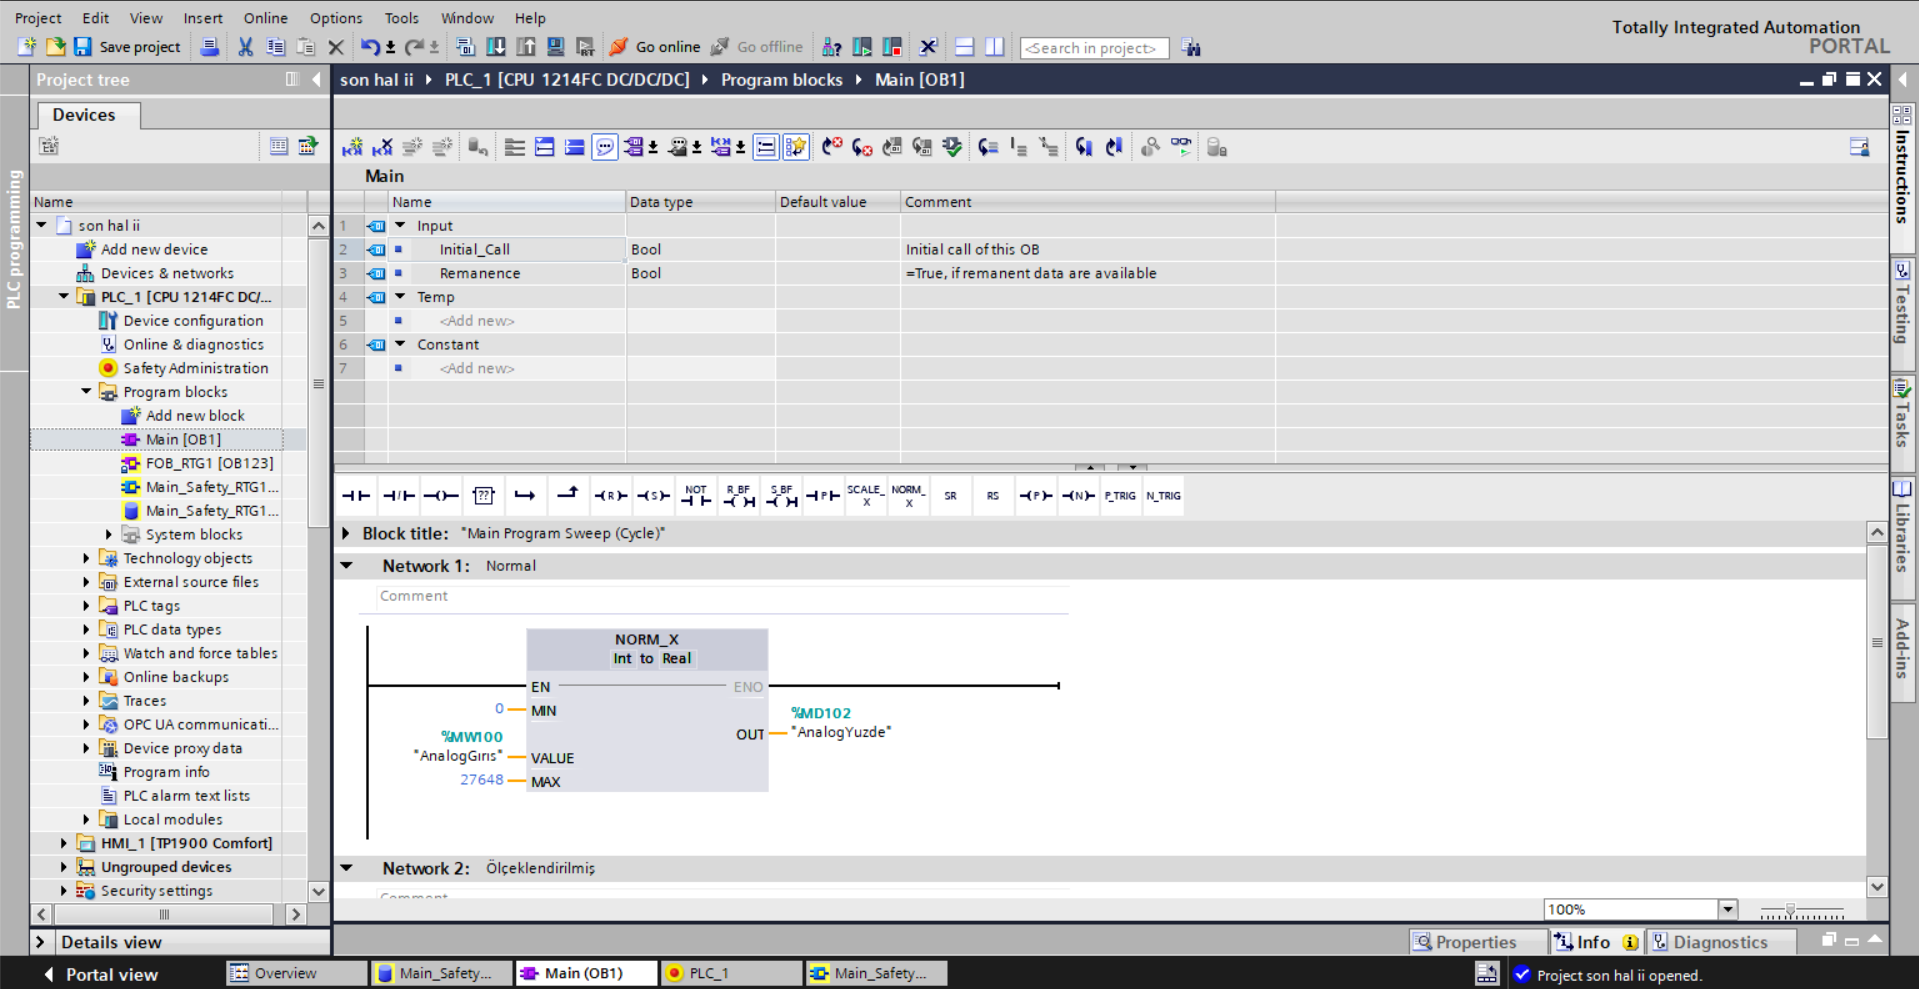 Project Edit View Insert Online Options Tools Window Help
Totally Integrated Automation
PORTAL
Save project Go online Go offline <Search in project>
Project tree
son hal ii PLC_1 [CPU 1214FC DC/DC/DC] Program blocks Main [OB1]
Devices
PLC programming
Name
son hal ii
Add new device
Devices & networks
PLC_1 [CPU 1214FC DC/...
Device configuration
Online & diagnostics
Safety Administration
Program blocks
Add new block
Main [OB1]
FOB_RTG1 [OB123]
Main_Safety_RTG1...
Main_Safety_RTG1...
System blocks
Technology objects
External source files
PLC tags
PLC data types
Watch and force tables
Online backups
Traces
OPC UA communicati...
Device proxy data
Program info
PLC alarm text lists
Local modules
HMI_1 [TP1900 Comfort]
Ungrouped devices
Security settings
Details view
Main
Name Data type Default value Comment
1 Input
2 Initial_Call Bool Initial call of this OB
3 Remanence Bool =True, if remanent data are available
4 Temp
5 <Add new>
6 Constant
7 <Add new>
?? NOT R_BF S_BF SCALE_X NORM_X SR RS P_TRIG N_TRIG
Block title: "Main Program Sweep (Cycle)"
Network 1: Normal
Comment
NORM_X
Int to Real
EN ENO
0 MIN
%MD102
OUT "AnalogYuzde"
%MW100
"AnalogGırıs" VALUE
27648 MAX
Network 2: Ölçeklendirilmiş
Comment
100%
Properties Info Diagnostics
Instructions
Testing
Tasks
Libraries
Add-ins
Portal view Overview Main_Safety... Main (OB1) PLC_1 Main_Safety... Project son hal ii opened.